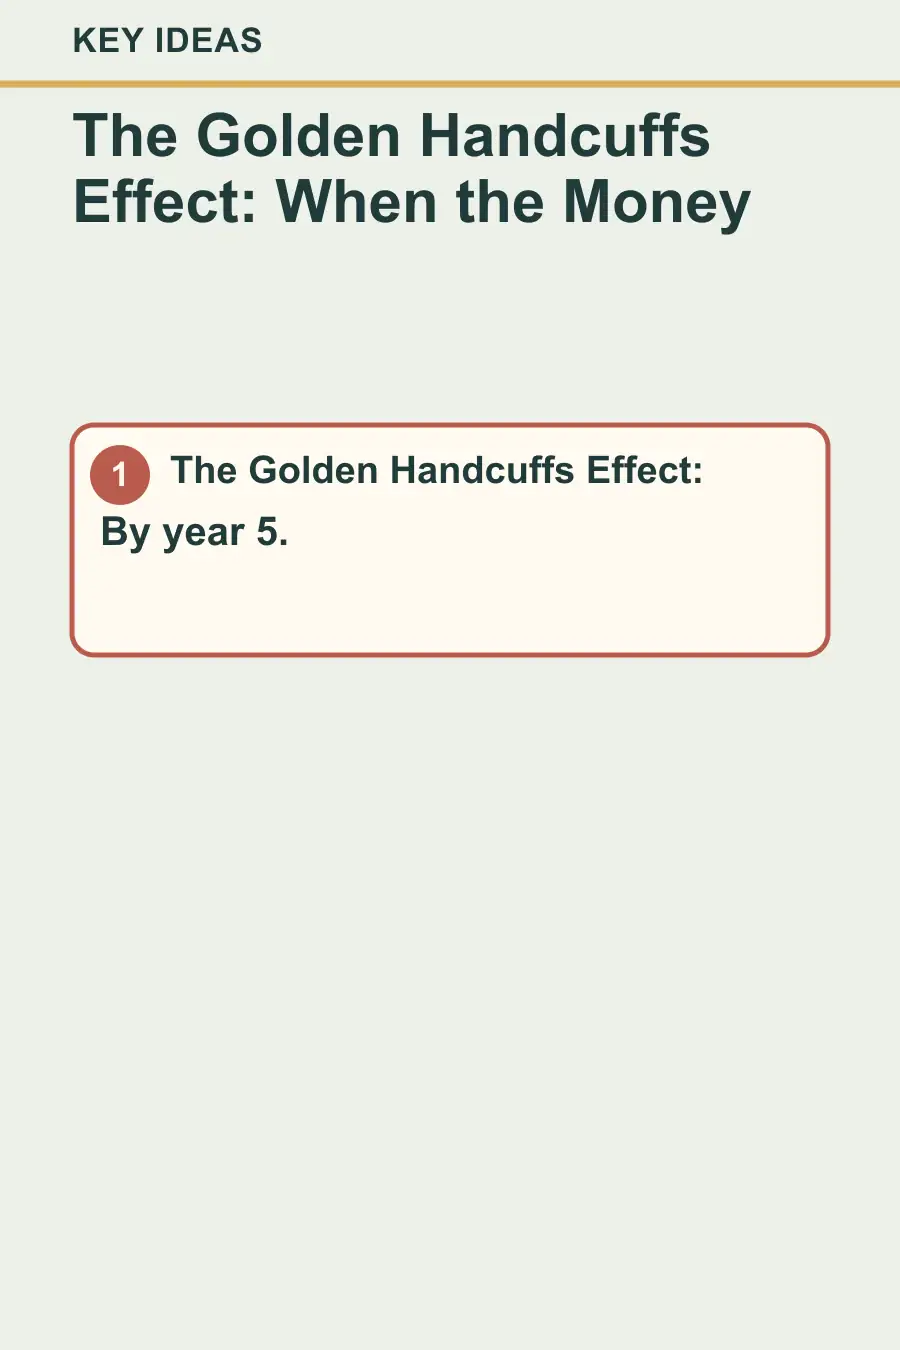 KEY IDEAS
The Golden Handcuffs
Effect: When the Money
1 The Golden Handcuffs Effect:
By year 5.